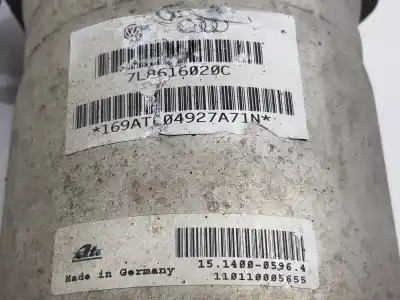 7L8616020C
*169ATL04927A71N*
Ate
15.1400-0596.4
Made in Germany
110110005655